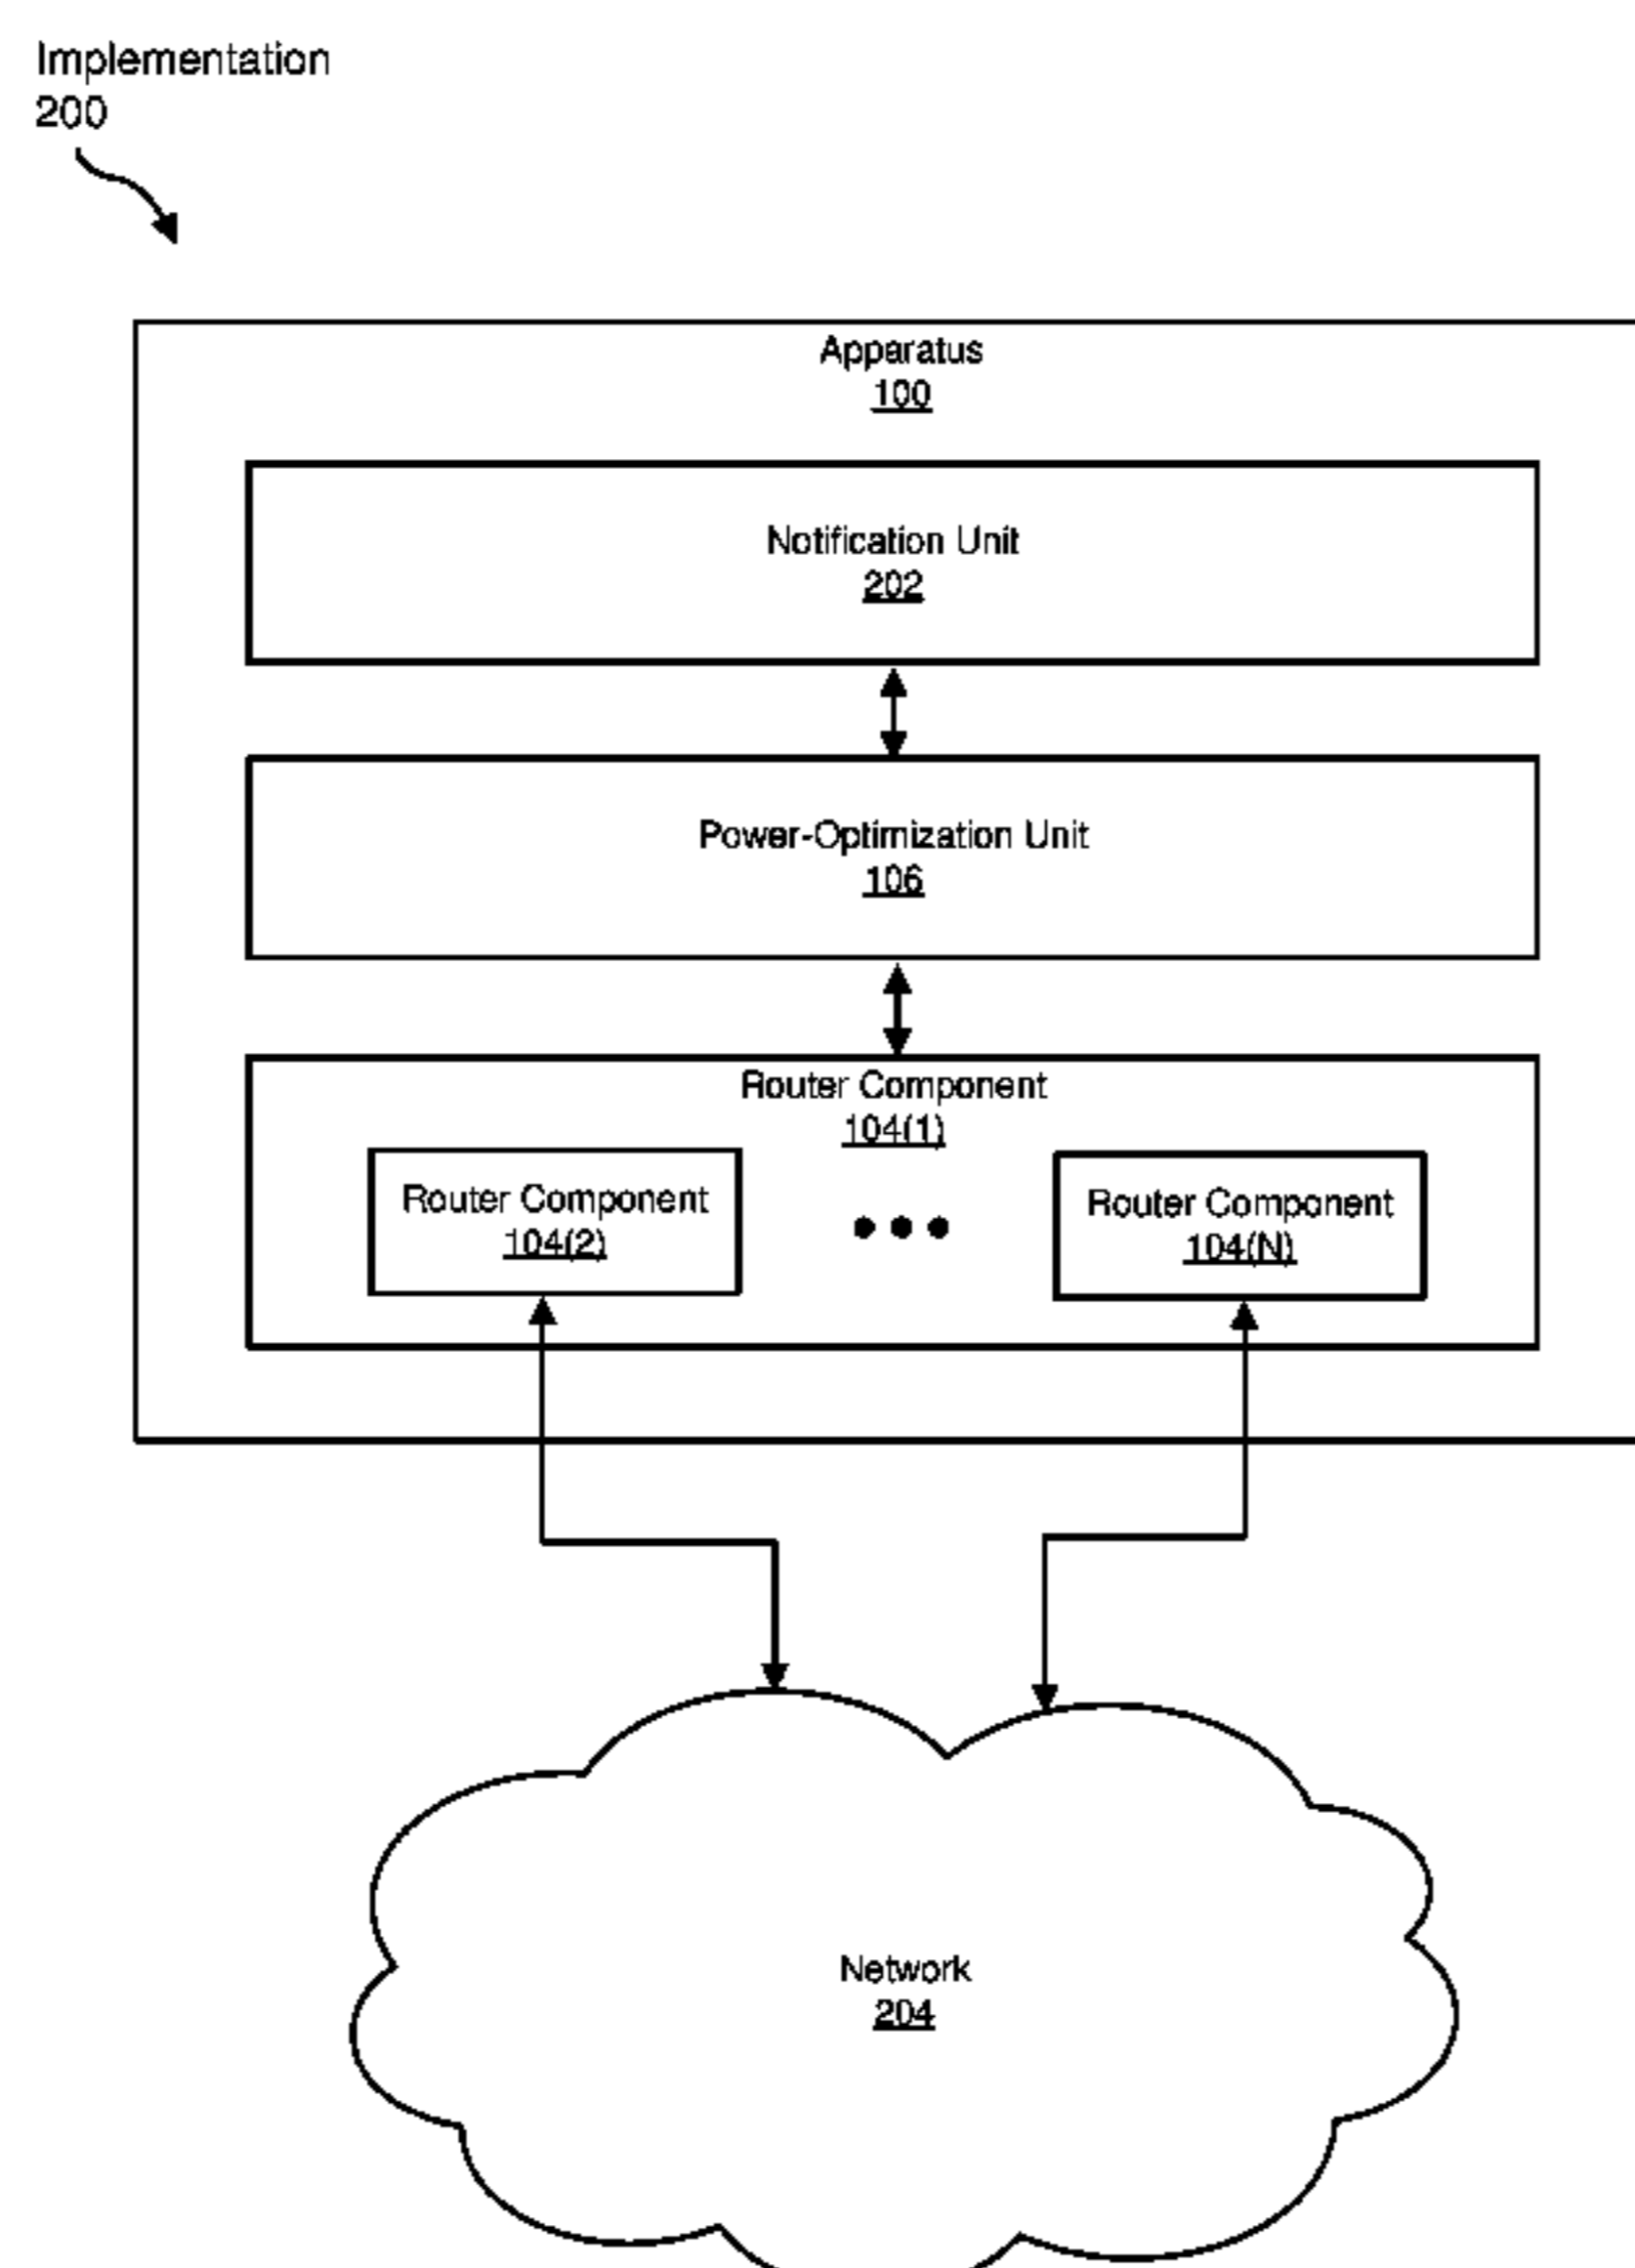 Implementation
200
Apparatus
100
Notification Unit
202
Power-Optimization Unit
106
Router Component
104(1)
Router Component
104(2)
Router Component
104(N)
Network
204